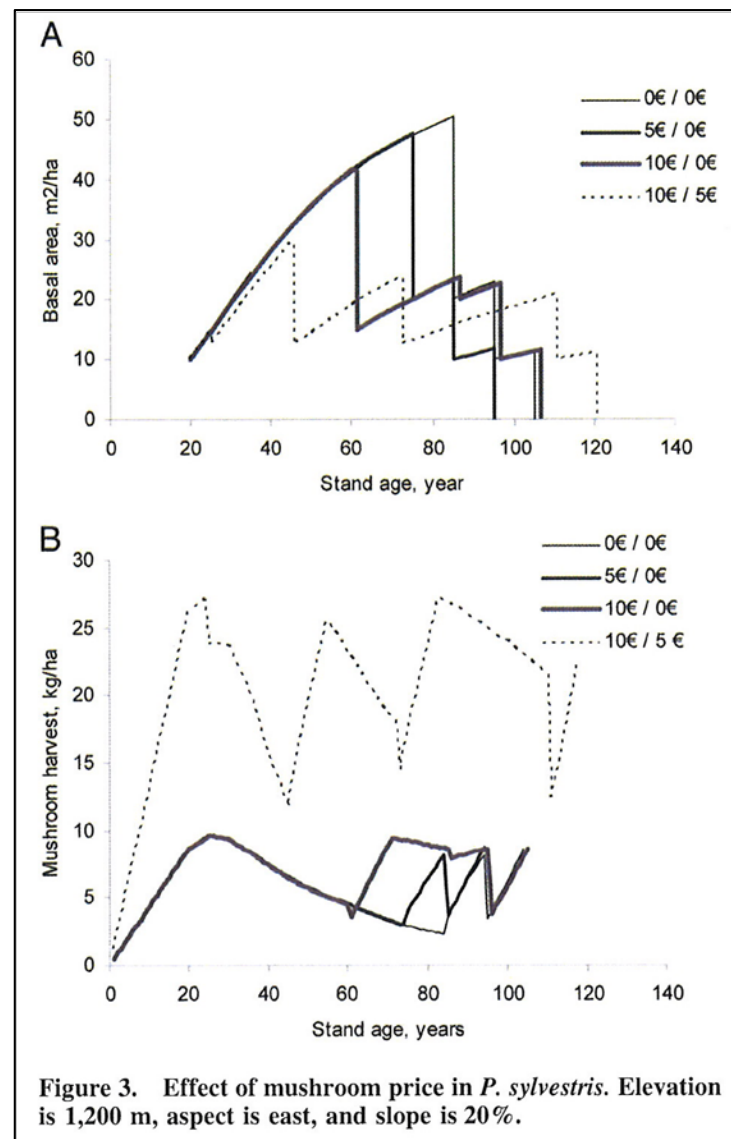 A
60
50
40
30
20
10
0
Basal area, m2/ha
0€ / 0€
5€ / 0€
10€ / 0€
10€ / 5€
0 20 40 60 80 100 120 140
Stand age, year
B
30
25
20
15
10
5
0
Mushroom harvest, kg/ha
0€ / 0€
5€ / 0€
10€ / 0€
10€ / 5 €
0 20 40 60 80 100 120 140
Stand age, years
Figure 3. Effect of mushroom price in P. sylvestris. Elevation
is 1,200 m, aspect is east, and slope is 20%.